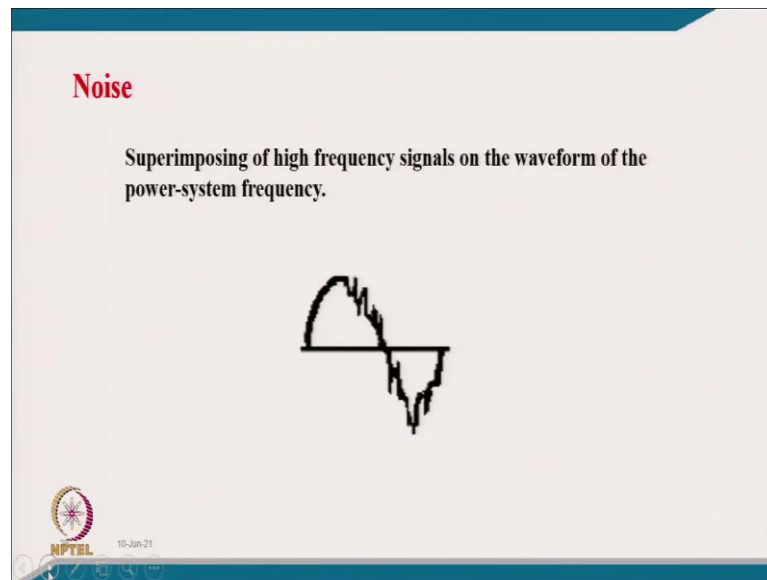 Noise
Superimposing of high frequency signals on the waveform of the
power-system frequency.
NPTEL
10-Jun-21